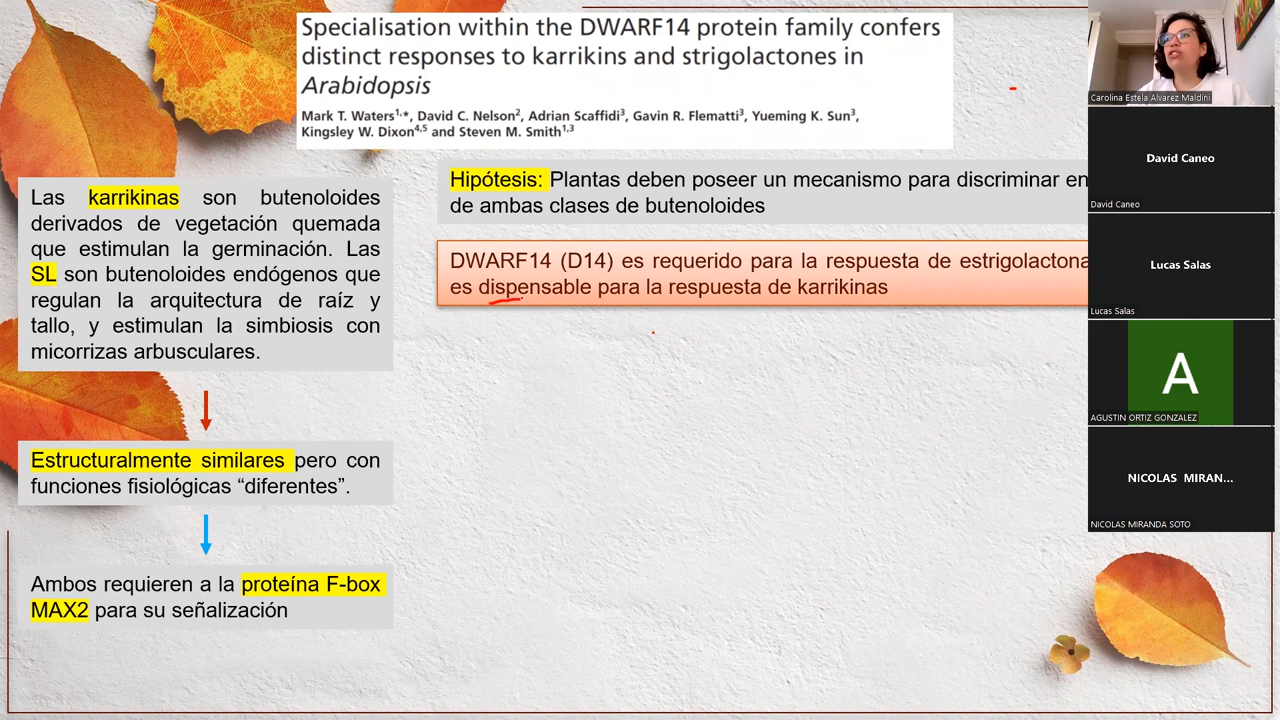 Specialisation within the DWARF14 protein family confers
distinct responses to karrikins and strigolactones in
Arabidopsis
Mark T. Waters1,*, David C. Nelson2, Adrian Scaffidi3, Gavin R. Flematti3, Yueming K. Sun3,
Kingsley W. Dixon4,5 and Steven M. Smith1,3
Las karrikinas son butenoloides
derivados de vegetación quemada
que estimulan la germinación. Las
SL son butenoloides endógenos que
regulan la arquitectura de raíz y
tallo, y estimulan la simbiosis con
micorrizas arbusculares.
Estructuralmente similares pero con
funciones fisiológicas “diferentes”.
Ambos requieren a la proteína F-box
MAX2 para su señalización
Hipótesis: Plantas deben poseer un mecanismo para discriminar en
de ambas clases de butenoloides
DWARF14 (D14) es requerido para la respuesta de estrigolactona
es dispensable para la respuesta de karrikinas
Carolina Estela Alvarez Maldini
David Caneo
David Caneo
Lucas Salas
Lucas Salas
A
AGUSTIN ORTIZ GONZALEZ
NICOLAS MIRAN...
NICOLAS MIRANDA SOTO